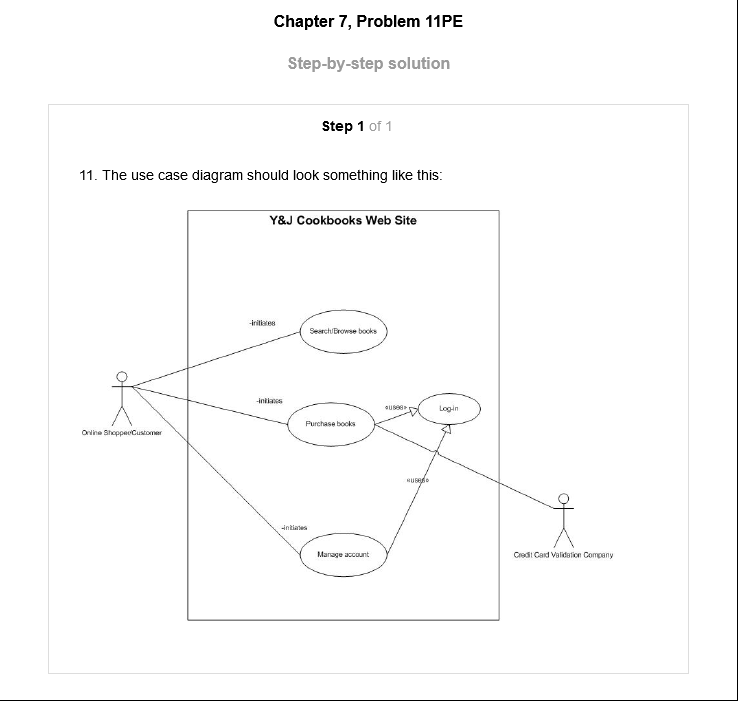 Chapter 7, Problem 11PE
Step-by-step solution
Step 1 of 1
11. The use case diagram should look something like this:
Y&J Cookbooks Web Site
-initiates
Search/Browse books
-initiates
«uses»
Log-in
Purchase books
Online Shopper/Customer
«uses»
-initiates
Manage account
Credit Card Validation Company